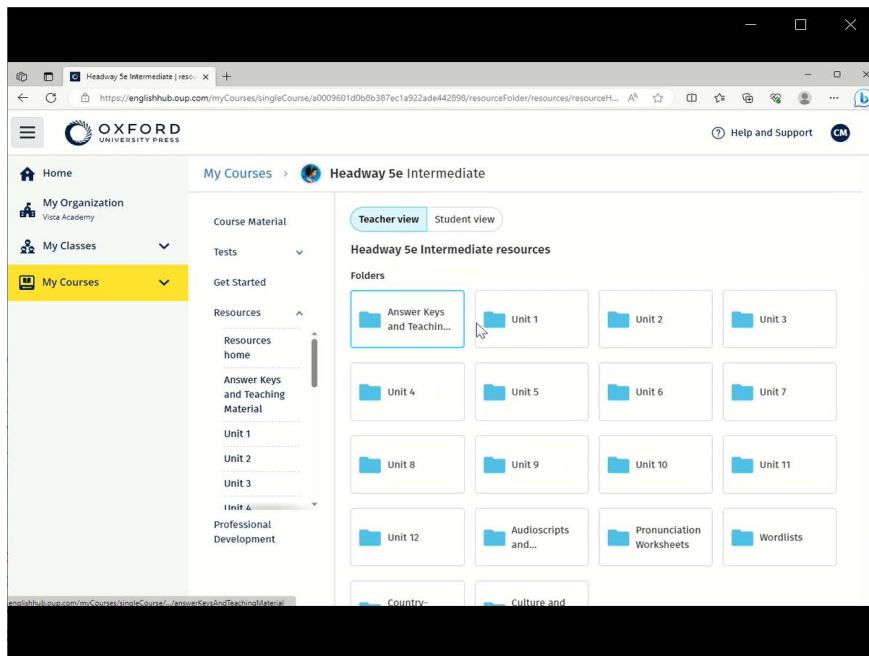 Headway 5e Intermediate | reso
https://englishhub.oup.com/myCourses/singleCourse/a0009601d0b8b387ec1a922ade442898/resourceFolder/resources/resourceH...
OXFORD
UNIVERSITY PRESS
Help and Support
CM
Home
My Organization
Vista Academy
My Classes
My Courses
My Courses > Headway 5e Intermediate
Course Material
Tests
Get Started
Resources
Resources
home
Answer Keys
and Teaching
Material
Unit 1
Unit 2
Unit 3
Unit 4
Professional
Development
Teacher view
Student view
Headway 5e Intermediate resources
Folders
Answer Keys
and Teachin...
Unit 1
Unit 2
Unit 3
Unit 4
Unit 5
Unit 6
Unit 7
Unit 8
Unit 9
Unit 10
Unit 11
Unit 12
Audioscripts
and...
Pronunciation
Worksheets
Wordlists
Country-
Culture and
englishhub.oup.com/myCourses/singleCourse/.../answerKeysAndTeachingMaterial